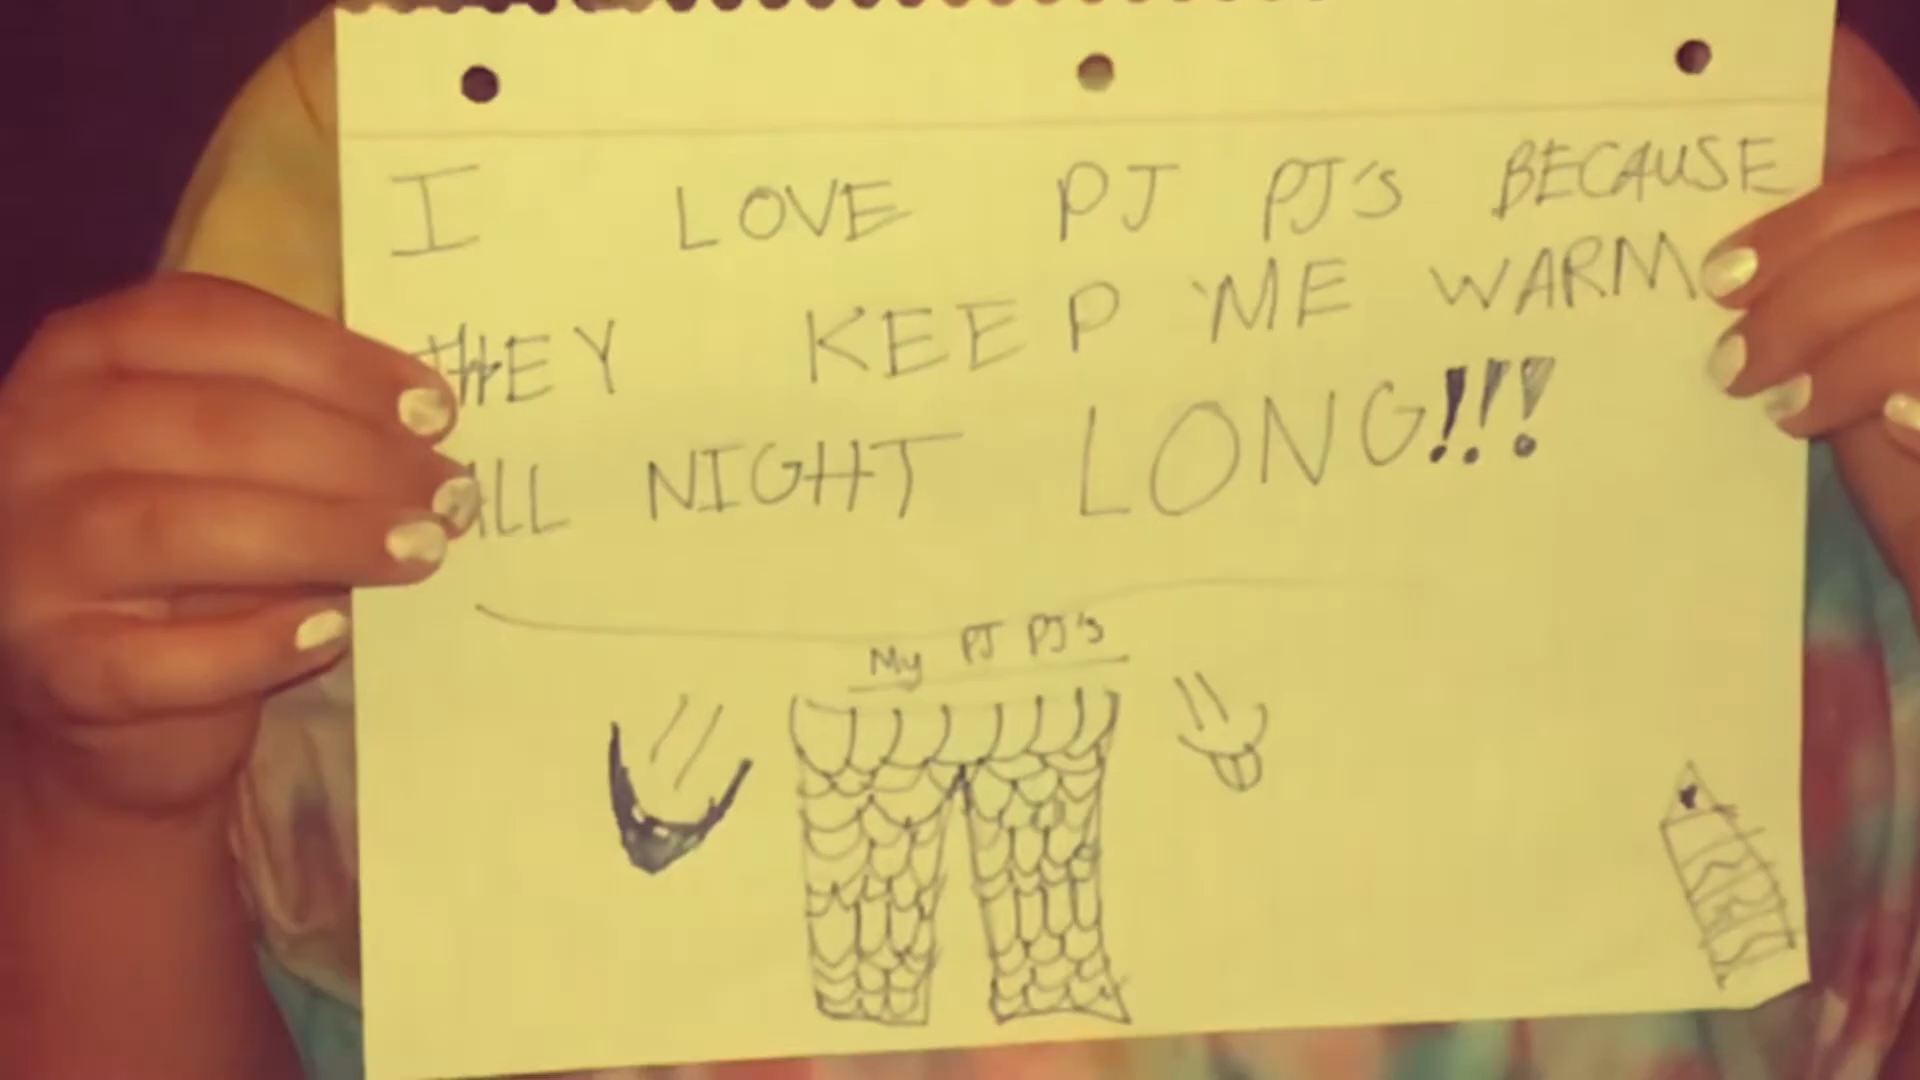 I LOVE PJ PJ's BECAUSE
THEY KEEP ME WARM
ALL NIGHT LONG!!!
My PJ PJ's